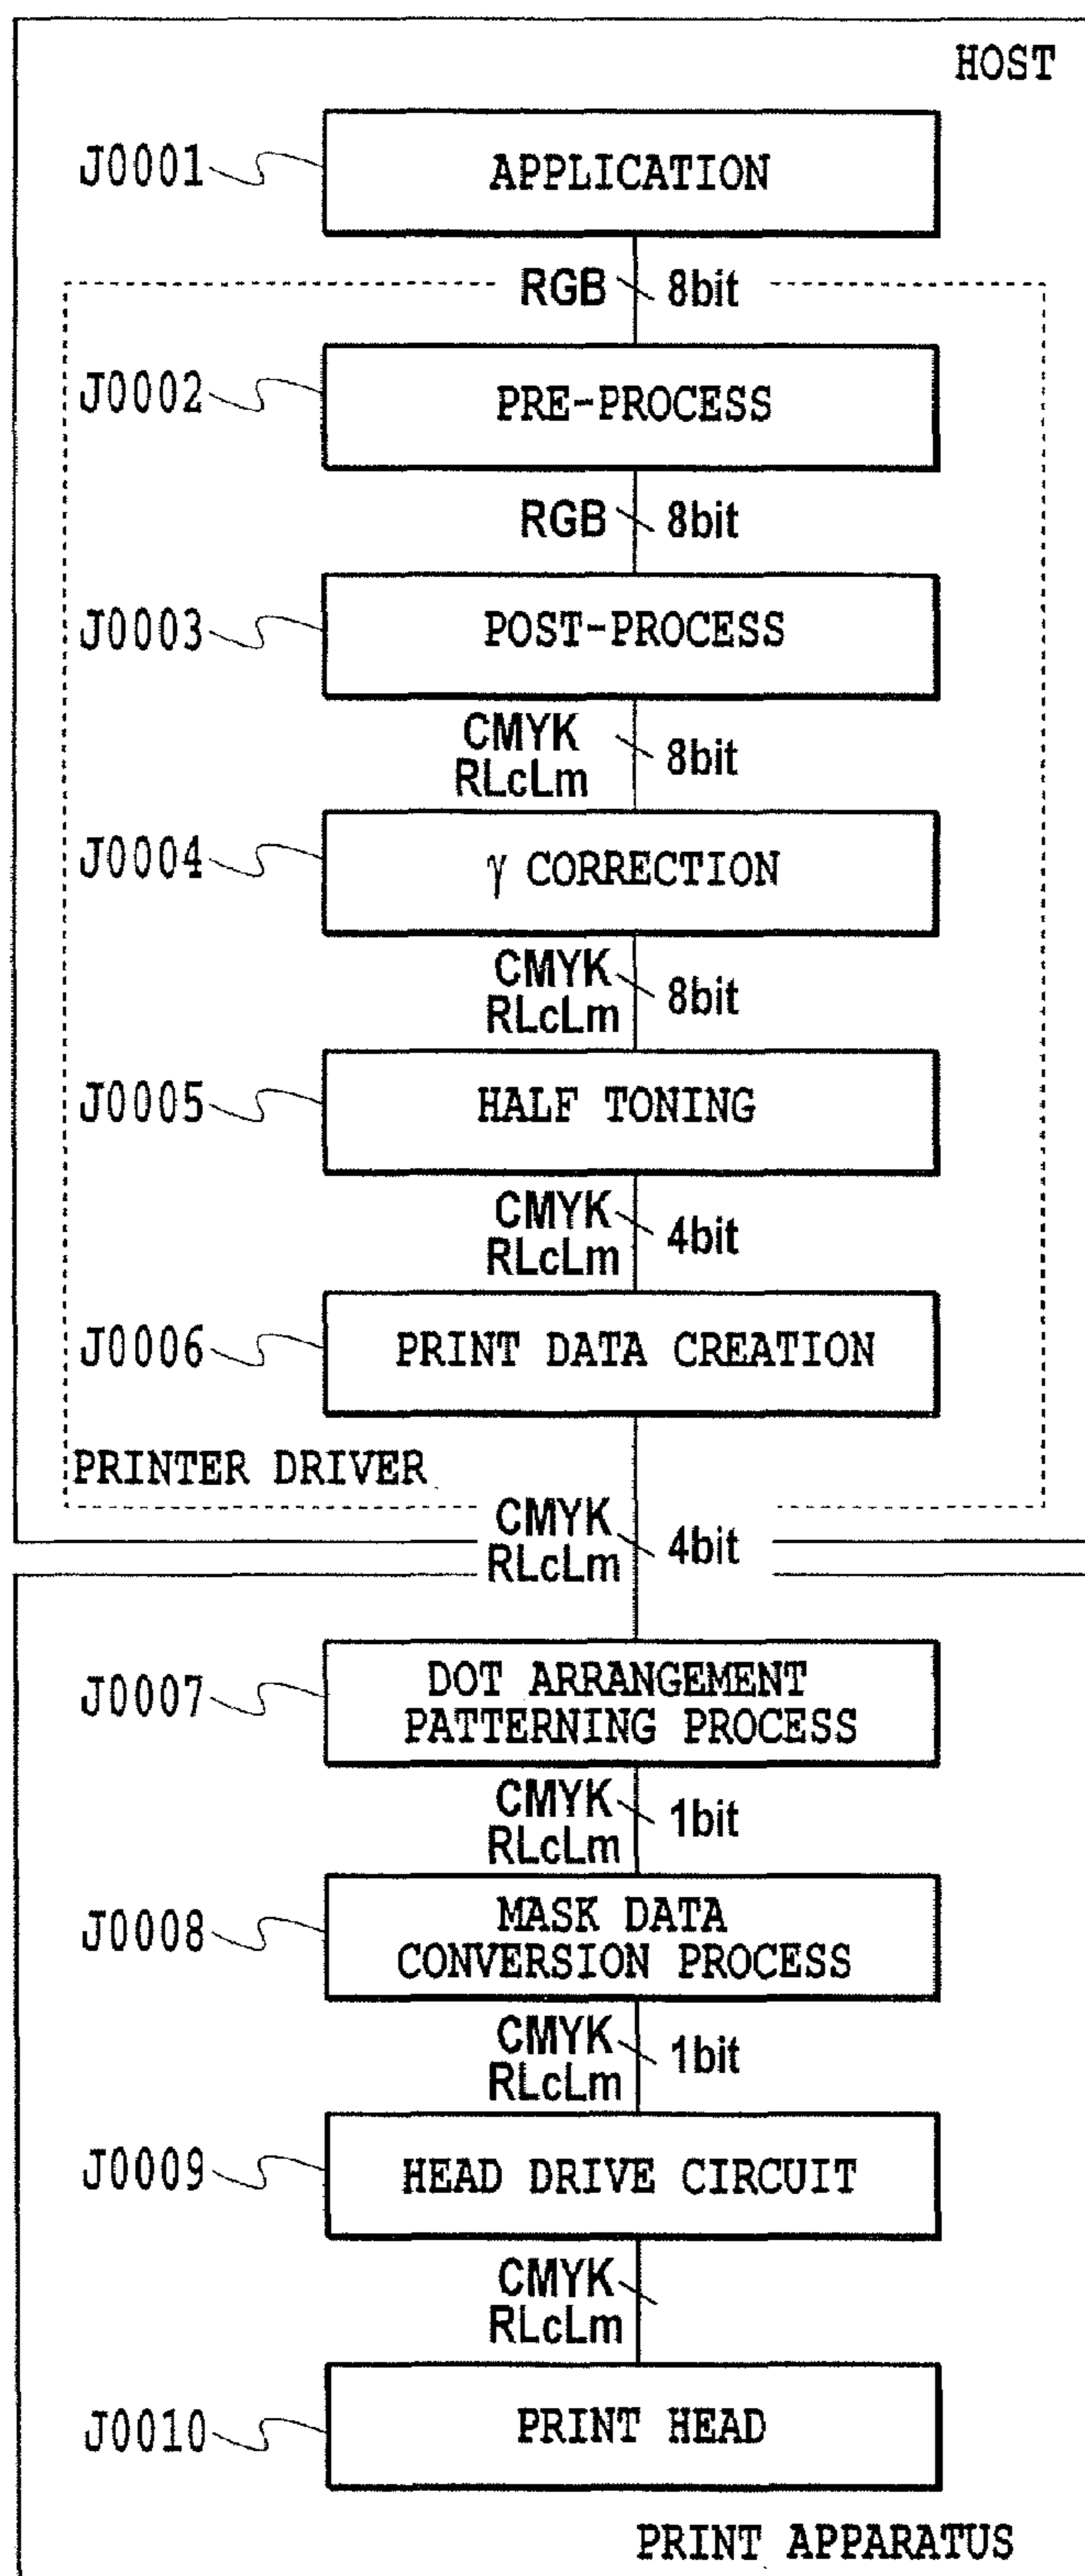 HOST
J0001
APPLICATION
RGB 8bit
J0002
PRE-PROCESS
RGB 8bit
J0003
POST-PROCESS
CMYK
RLcLm
8bit
J0004
γ CORRECTION
CMYK
RLcLm
8bit
J0005
HALF TONING
CMYK
RLcLm
4bit
J0006
PRINT DATA CREATION
PRINTER DRIVER
CMYK
RLcLm
4bit
J0007
DOT ARRANGEMENT
PATTERNING PROCESS
CMYK
RLcLm
1bit
J0008
MASK DATA
CONVERSION PROCESS
CMYK
RLcLm
1bit
J0009
HEAD DRIVE CIRCUIT
CMYK
RLcLm
J0010
PRINT HEAD
PRINT APPARATUS